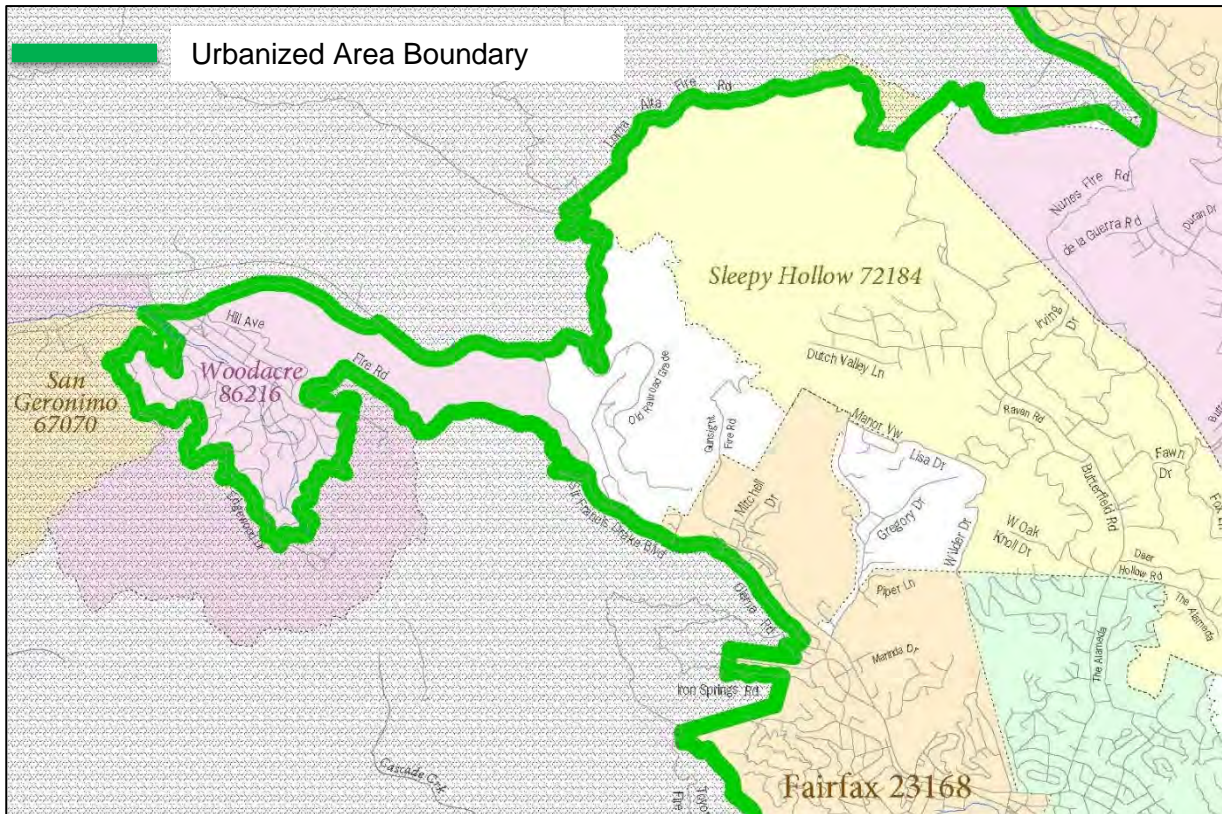 Urbanized Area Boundary
Lucas Alta Fire Rd
Nunes Fire Rd
de la Guerra Rd
Duran Dr
Sleepy Hollow 72184
Irving Dr
Hill Ave
Fire Rd
Woodacre
86216
San
Geronimo
67070
Old Railroad Grade
Dutch Valley Ln
Gunsight
Fire Rd
Manor Vw
Raven Rd
Lisa Dr
Butterfield Rd
Fawn
Dr
Mitchell
Dr
Gregory Dr
Wilder Dr
W Oak
Knoll Dr
Edgewood Dr
Francis Drake Blvd
Deer
Hollow Rd
Piper Ln
The Alameda
Olema Rd
The Alameda
Marinda Dr
Iron Springs Rd
Cascade Crk
Fairfax 23168